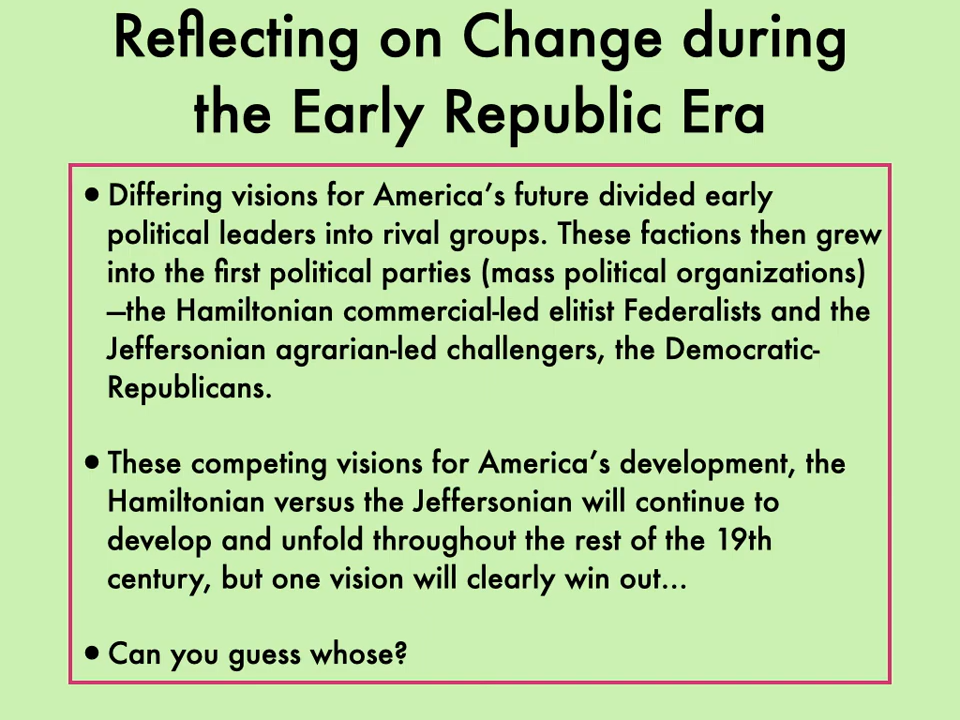 Reflecting on Change during
the Early Republic Era
• Differing visions for America’s future divided early
political leaders into rival groups. These factions then grew
into the first political parties (mass political organizations)
—the Hamiltonian commercial-led elitist Federalists and the
Jeffersonian agrarian-led challengers, the Democratic-
Republicans.
• These competing visions for America’s development, the
Hamiltonian versus the Jeffersonian will continue to
develop and unfold throughout the rest of the 19th
century, but one vision will clearly win out...
• Can you guess whose?